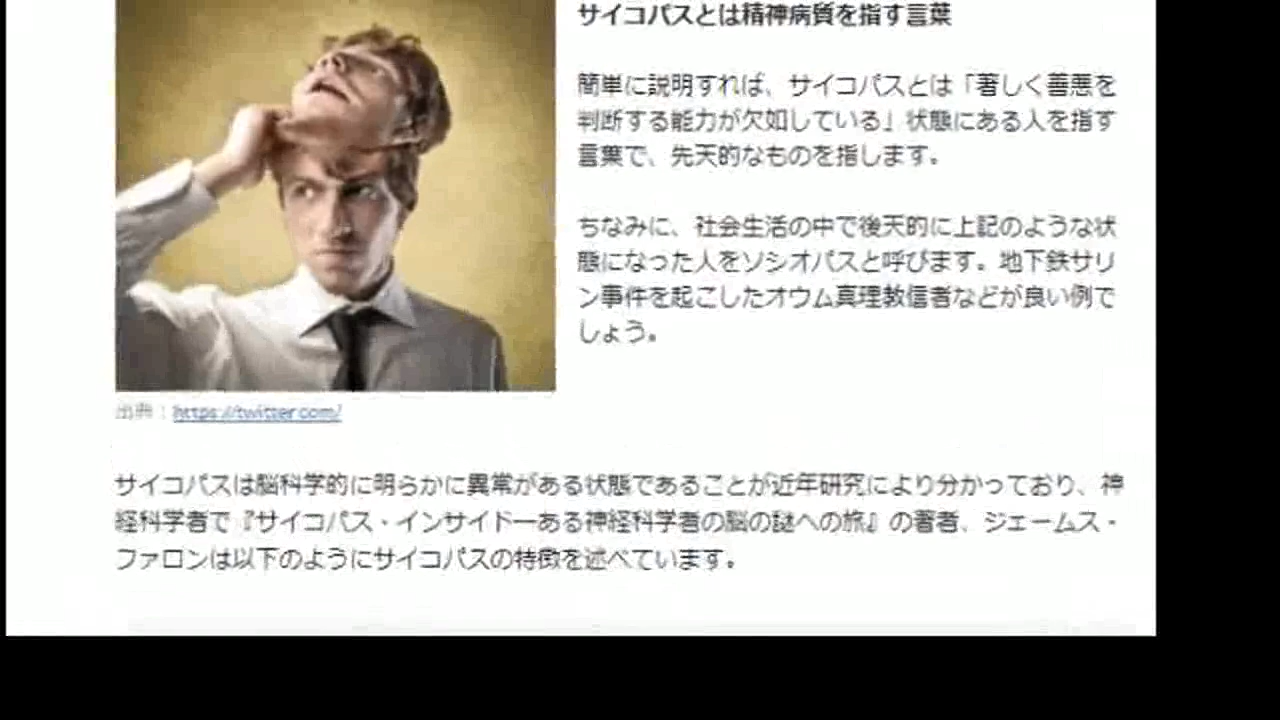 サイコパスとは精神病質を指す言葉
簡単に説明すれば、サイコパスとは「著しく善悪を
判断する能力が欠如している」状態にある人を指す
言葉で、先天的なものを指します。
ちなみに、社会生活の中で後天的に上記のような状
態になった人をソシオパスと呼びます。地下鉄サリ
ン事件を起こしたオウム真理教信者などが良い例で
しょう。
出典：https://twitter.com/
サイコパスは脳科学的に明らかに異常がある状態であることが近年研究により分かっており、神
経科学者で『サイコパス・インサイドーある神経科学者の脳の謎への旅』の著者、ジェームス・
ファロンは以下のようにサイコパスの特徴を述べています。